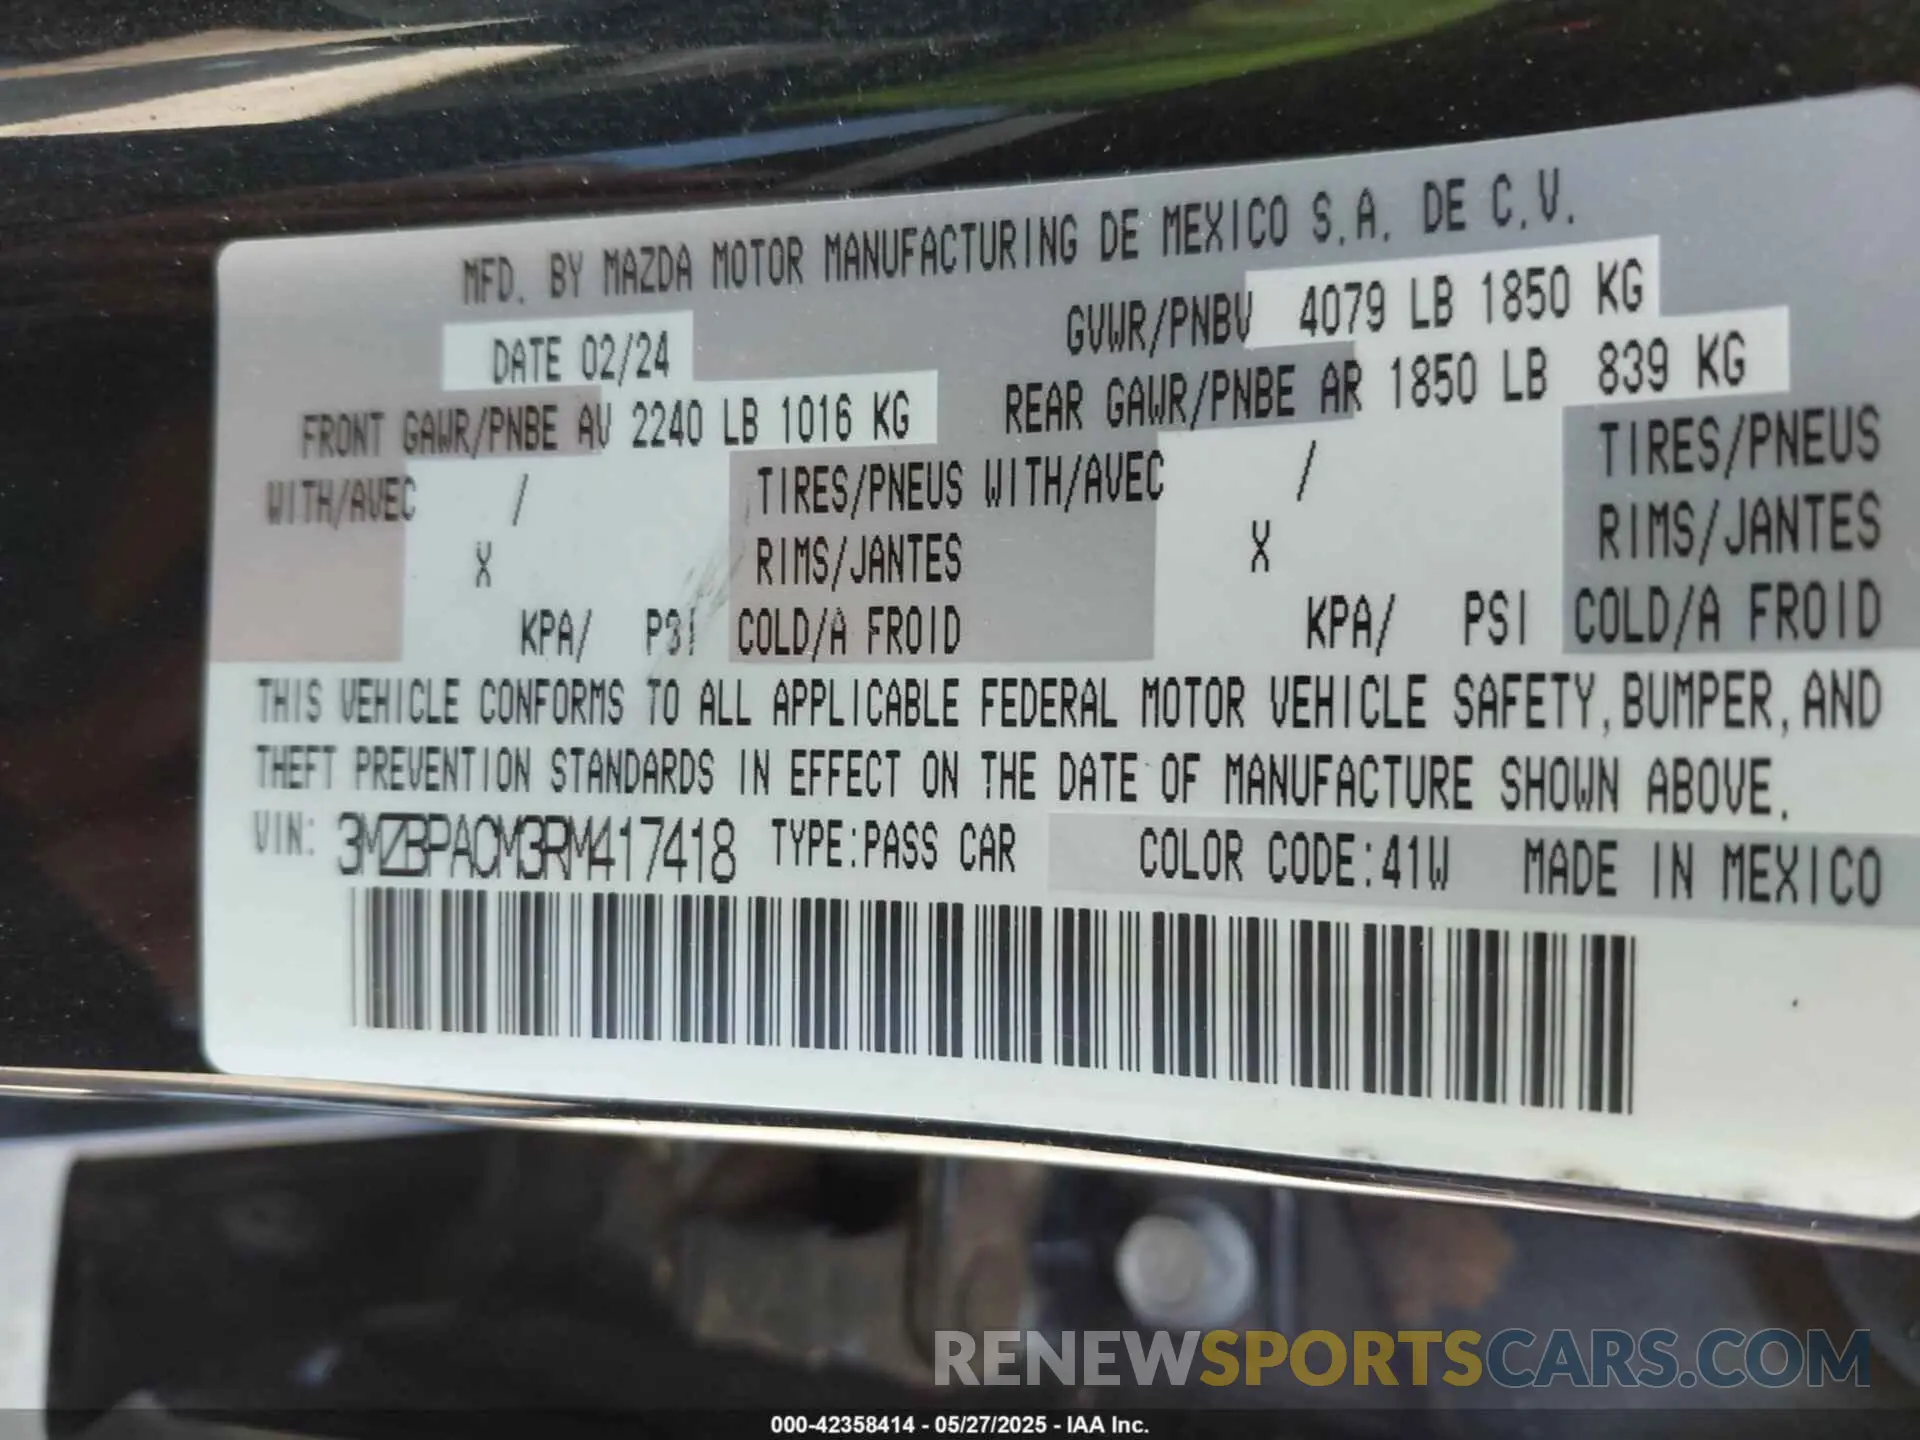 MFD. BY MAZDA MOTOR MANUFACTURING DE MEXICO S.A. DE C.V.
DATE 02/24 GVWR/PNBV 4079 LB 1850 KG
FRONT GAWR/PNBE AV 2240 LB 1016 KG REAR GAWR/PNBE AR 1850 LB 839 KG
WITH/AVEC / TIRES/PNEUS WITH/AVEC / TIRES/PNEUS
X RIMS/JANTES X RIMS/JANTES
KPA/ PSI COLD/A FROID KPA/ PSI COLD/A FROID
THIS VEHICLE CONFORMS TO ALL APPLICABLE FEDERAL MOTOR VEHICLE SAFETY, BUMPER, AND
THEFT PREVENTION STANDARDS IN EFFECT ON THE DATE OF MANUFACTURE SHOWN ABOVE.
VIN: 3MZBPACM3RM417418 TYPE:PASS CAR COLOR CODE:41W MADE IN MEXICO
RENEWSPORTSCARS.COM
000-42358414 - 05/27/2025 - IAA Inc.